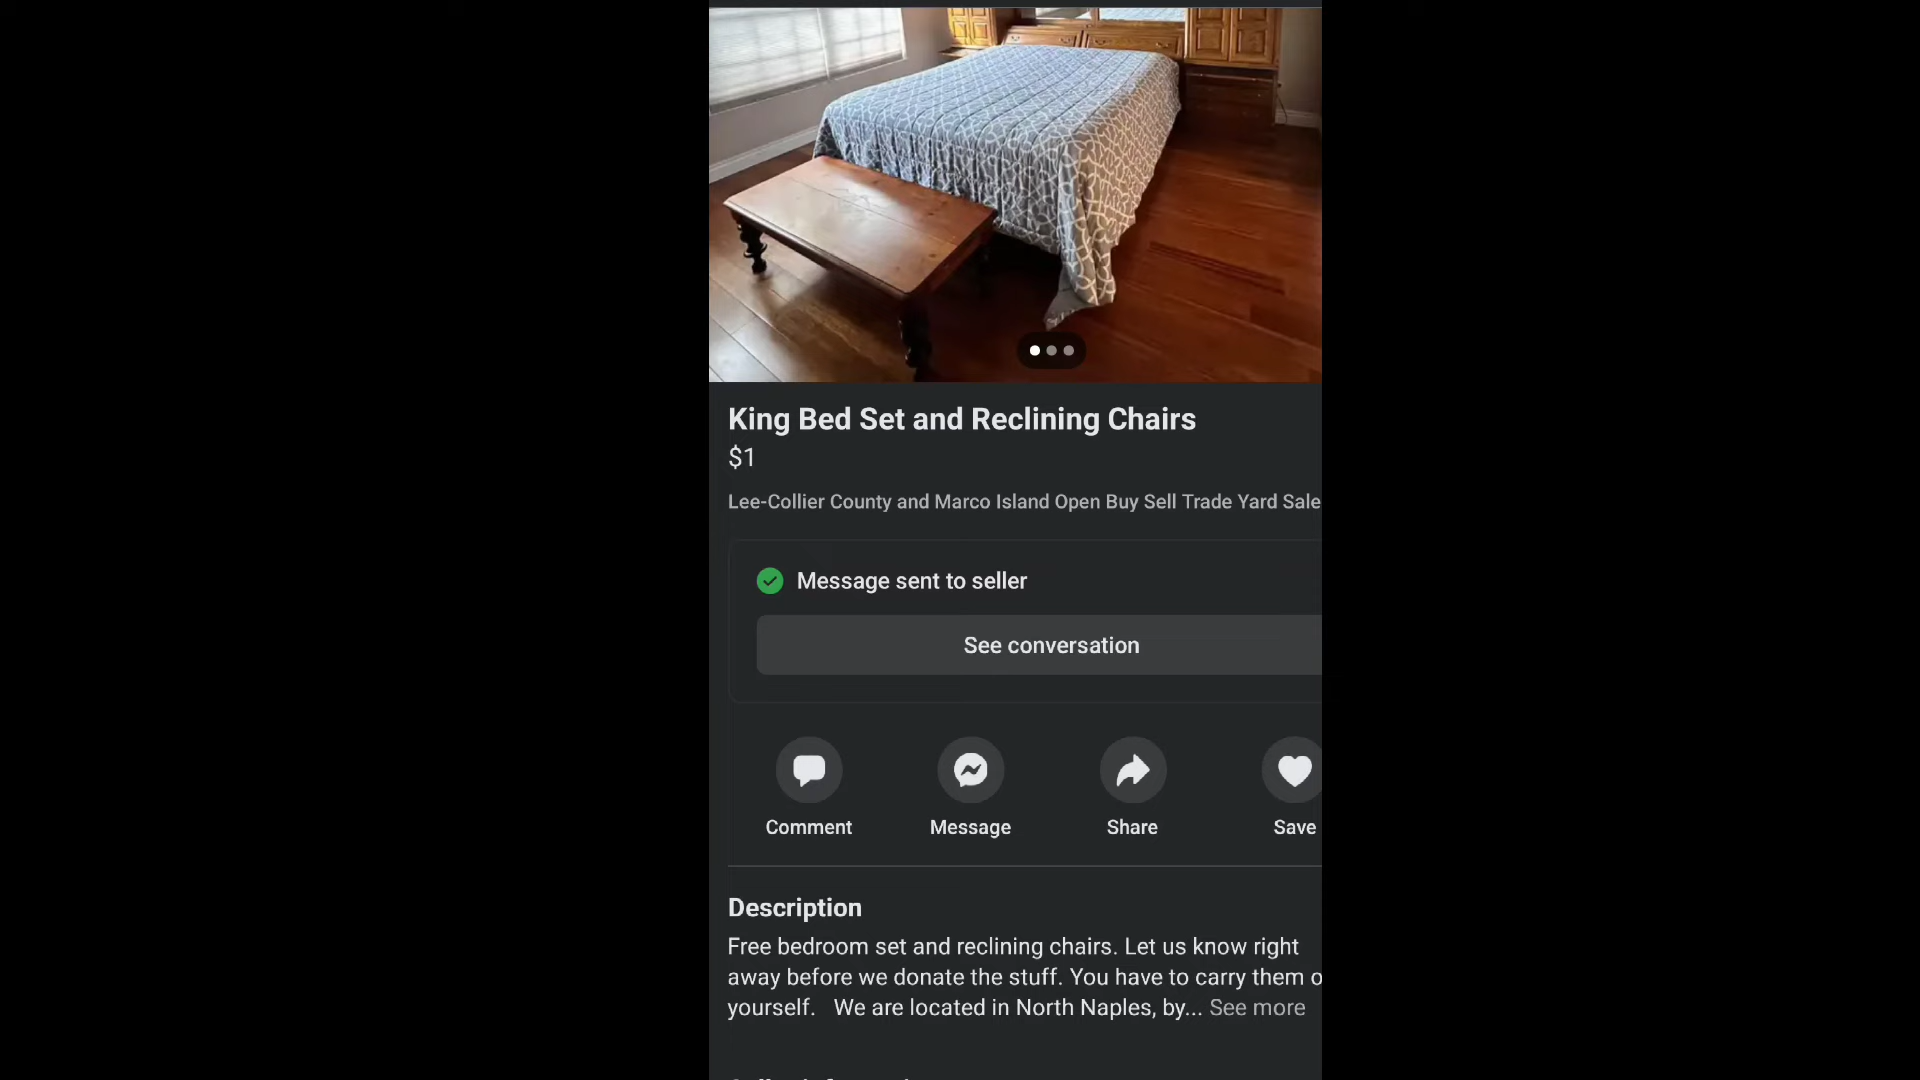 King Bed Set and Reclining Chairs
$1
Lee-Collier County and Marco Island Open Buy Sell Trade Yard Sale
Message sent to seller
See conversation
Comment Message Share Save
Description
Free bedroom set and reclining chairs. Let us know right
away before we donate the stuff. You have to carry them o
yourself. We are located in North Naples, by... See more